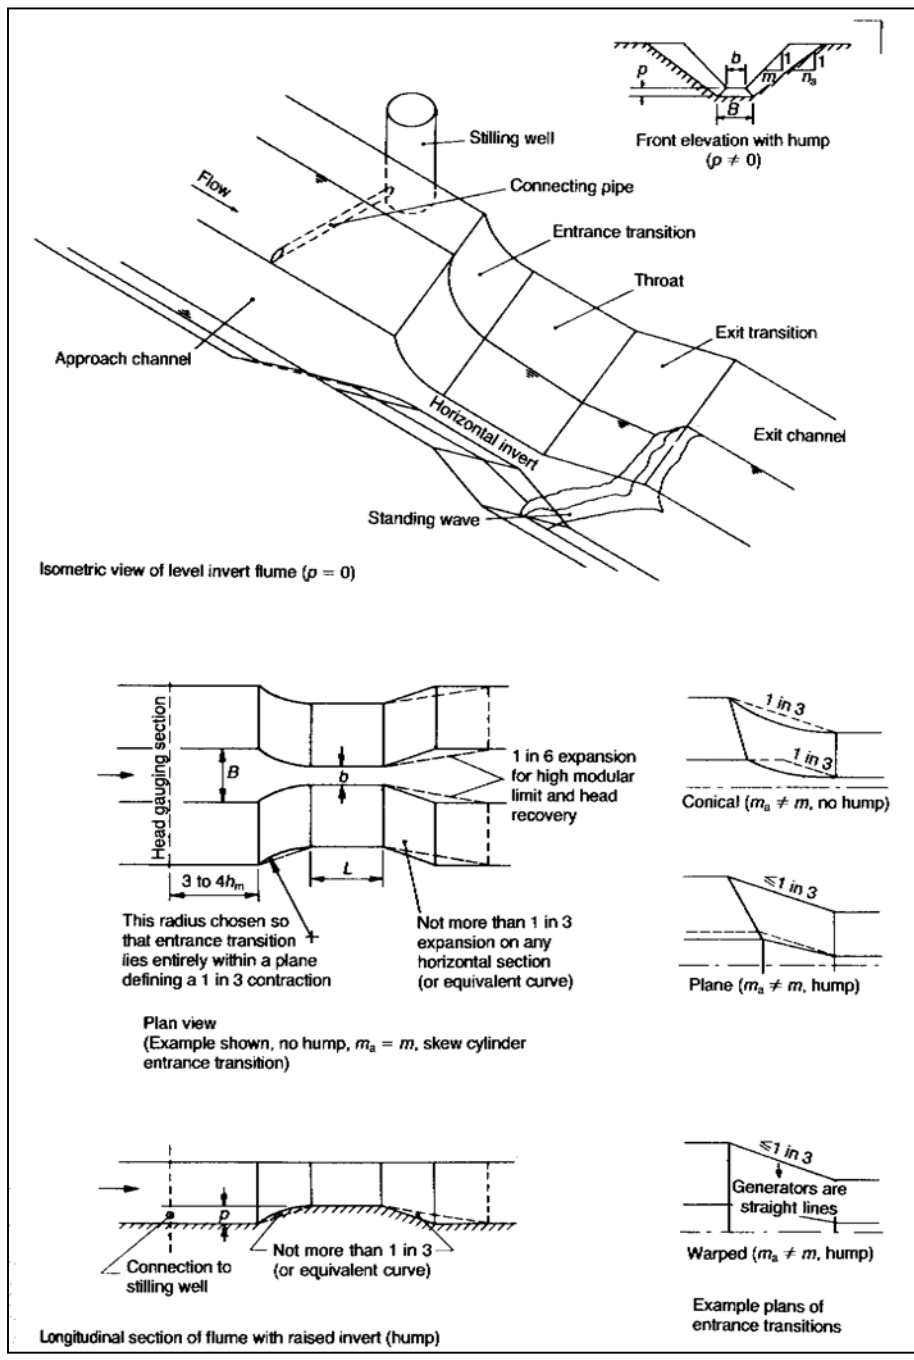 b
p
1
m
1
nₐ
B
Front elevation with hump
(p ≠ 0)
Stilling well
Flow
Connecting pipe
Entrance transition
Throat
Exit transition
Approach channel
Horizontal invert
Exit channel
Standing wave
Isometric view of level invert flume (p = 0)
Head gauging section
B
b
L
3 to 4hₘ
1 in 6 expansion
for high modular
limit and head
recovery
This radius chosen so
that entrance transition
lies entirely within a plane
defining a 1 in 3 contraction
Not more than 1 in 3
expansion on any
horizontal section
(or equivalent curve)
Plan view
(Example shown, no hump, mₐ = m, skew cylinder
entrance transition)
1 in 3
1 in 3
Conical (mₐ ≠ m, no hump)
≤1 in 3
Plane (mₐ ≠ m, hump)
≤1 in 3
Generators are
straight lines
Warped (mₐ ≠ m, hump)
Example plans of
entrance transitions
p
Connection to
stilling well
Not more than 1 in 3
(or equivalent curve)
Longitudinal section of flume with raised invert (hump)